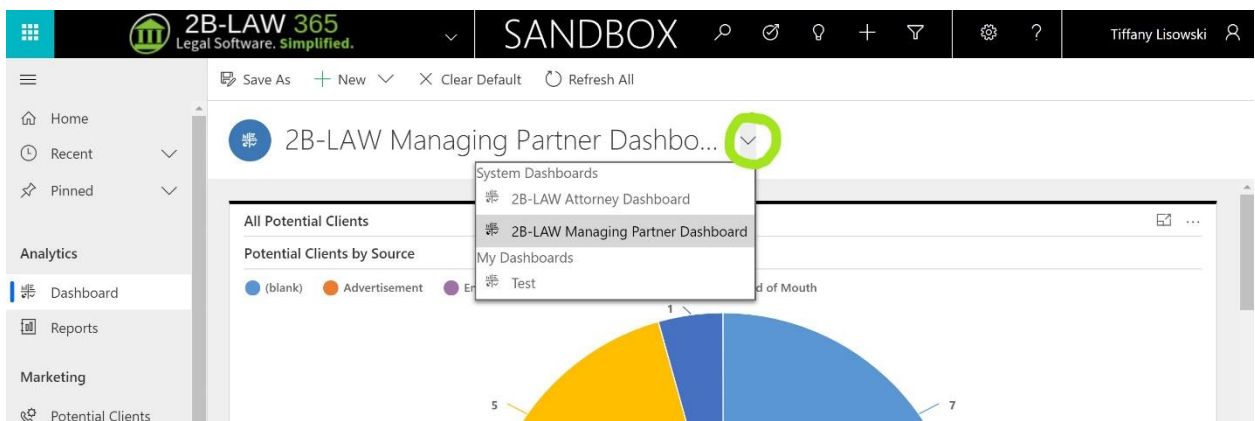 2B-LAW 365
Legal Software. Simplified.
SANDBOX
?
Tiffany Lisowski
Save As
New
Clear Default
Refresh All
Home
Recent
Pinned
Analytics
Dashboard
Reports
Marketing
Potential Clients
2B-LAW Managing Partner Dashbo...
System Dashboards
2B-LAW Attorney Dashboard
2B-LAW Managing Partner Dashboard
My Dashboards
Test
All Potential Clients
Potential Clients by Source
(blank)
Advertisement
d of Mouth
1
5
7